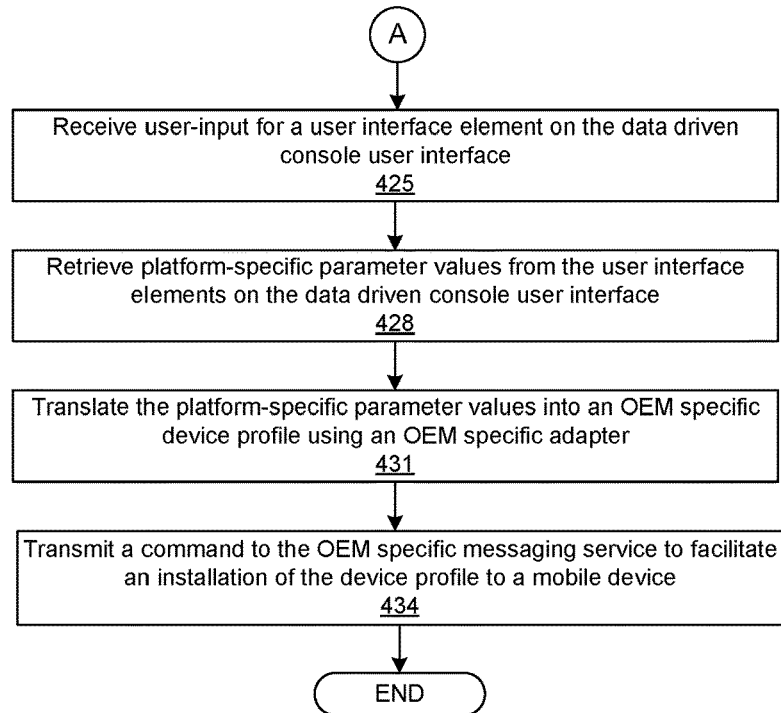 A
Receive user-input for a user interface element on the data driven
console user interface
425
Retrieve platform-specific parameter values from the user interface
elements on the data driven console user interface
428
Translate the platform-specific parameter values into an OEM specific
device profile using an OEM specific adapter
431
Transmit a command to the OEM specific messaging service to facilitate
an installation of the device profile to a mobile device
434
END